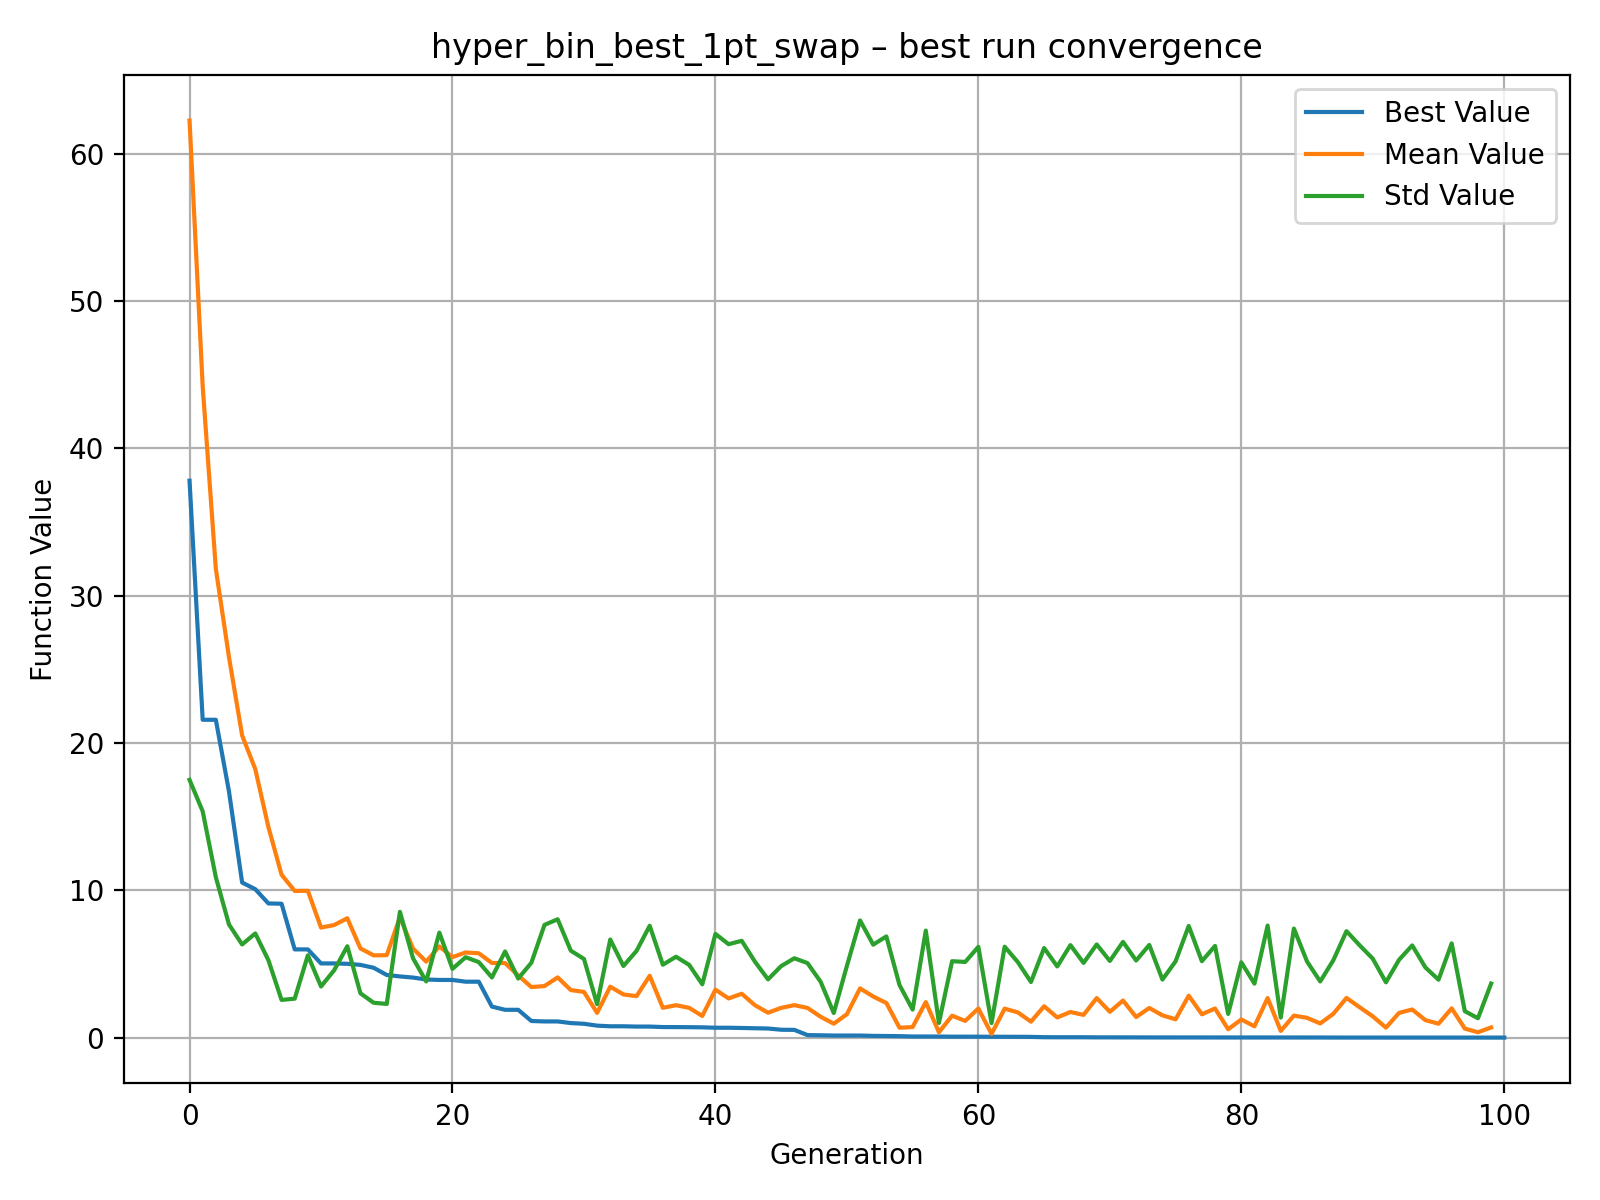 hyper_bin_best_1pt_swap – best run convergence
Best Value
Mean Value
Std Value
Function Value
60
50
40
30
20
10
0
0 20 40 60 80 100
Generation